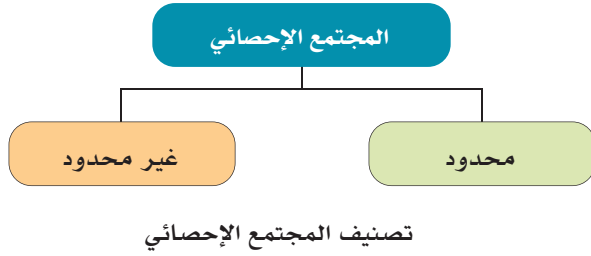 المجتمع الإحصائي
محدود
غير محدود
تصنيف المجتمع الإحصائي